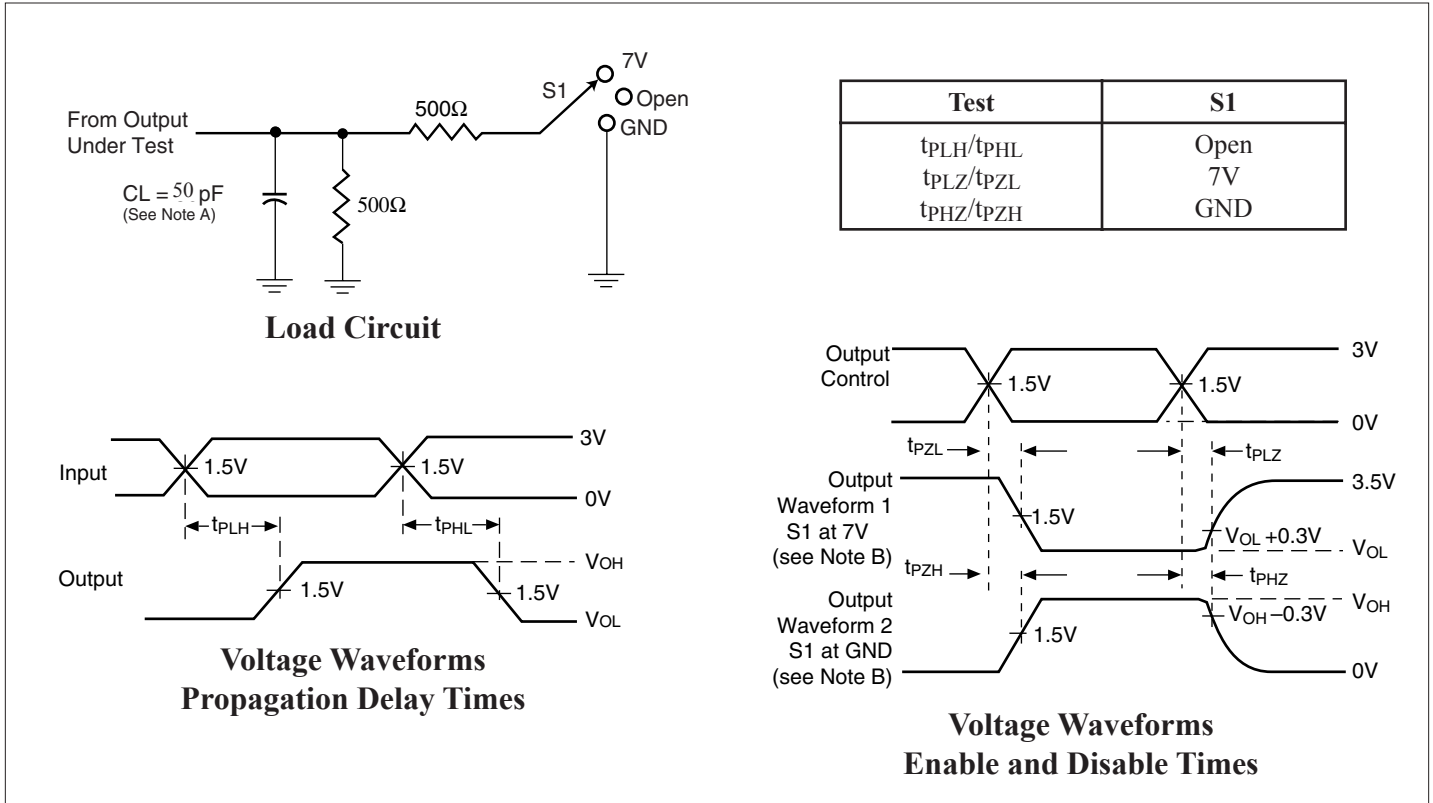 7V
S1
Open
500Ω
GND
From Output
Under Test
CL = 50 pF
(See Note A)
500Ω
Load Circuit
Test S1
tPLH/tPHL Open
tPLZ/tPZL 7V
tPHZ/tPZH GND
Input
3V
1.5V
1.5V
0V
tPLH
tPHL
Output
VOH
1.5V
1.5V
VOL
Voltage Waveforms
Propagation Delay Times
Output
Control
3V
1.5V
1.5V
0V
tPZL
tPLZ
Output
Waveform 1
S1 at 7V
(see Note B)
3.5V
1.5V
VOL +0.3V
VOL
tPZH
tPHZ
Output
Waveform 2
S1 at GND
(see Note B)
VOH
VOH –0.3V
1.5V
0V
Voltage Waveforms
Enable and Disable Times